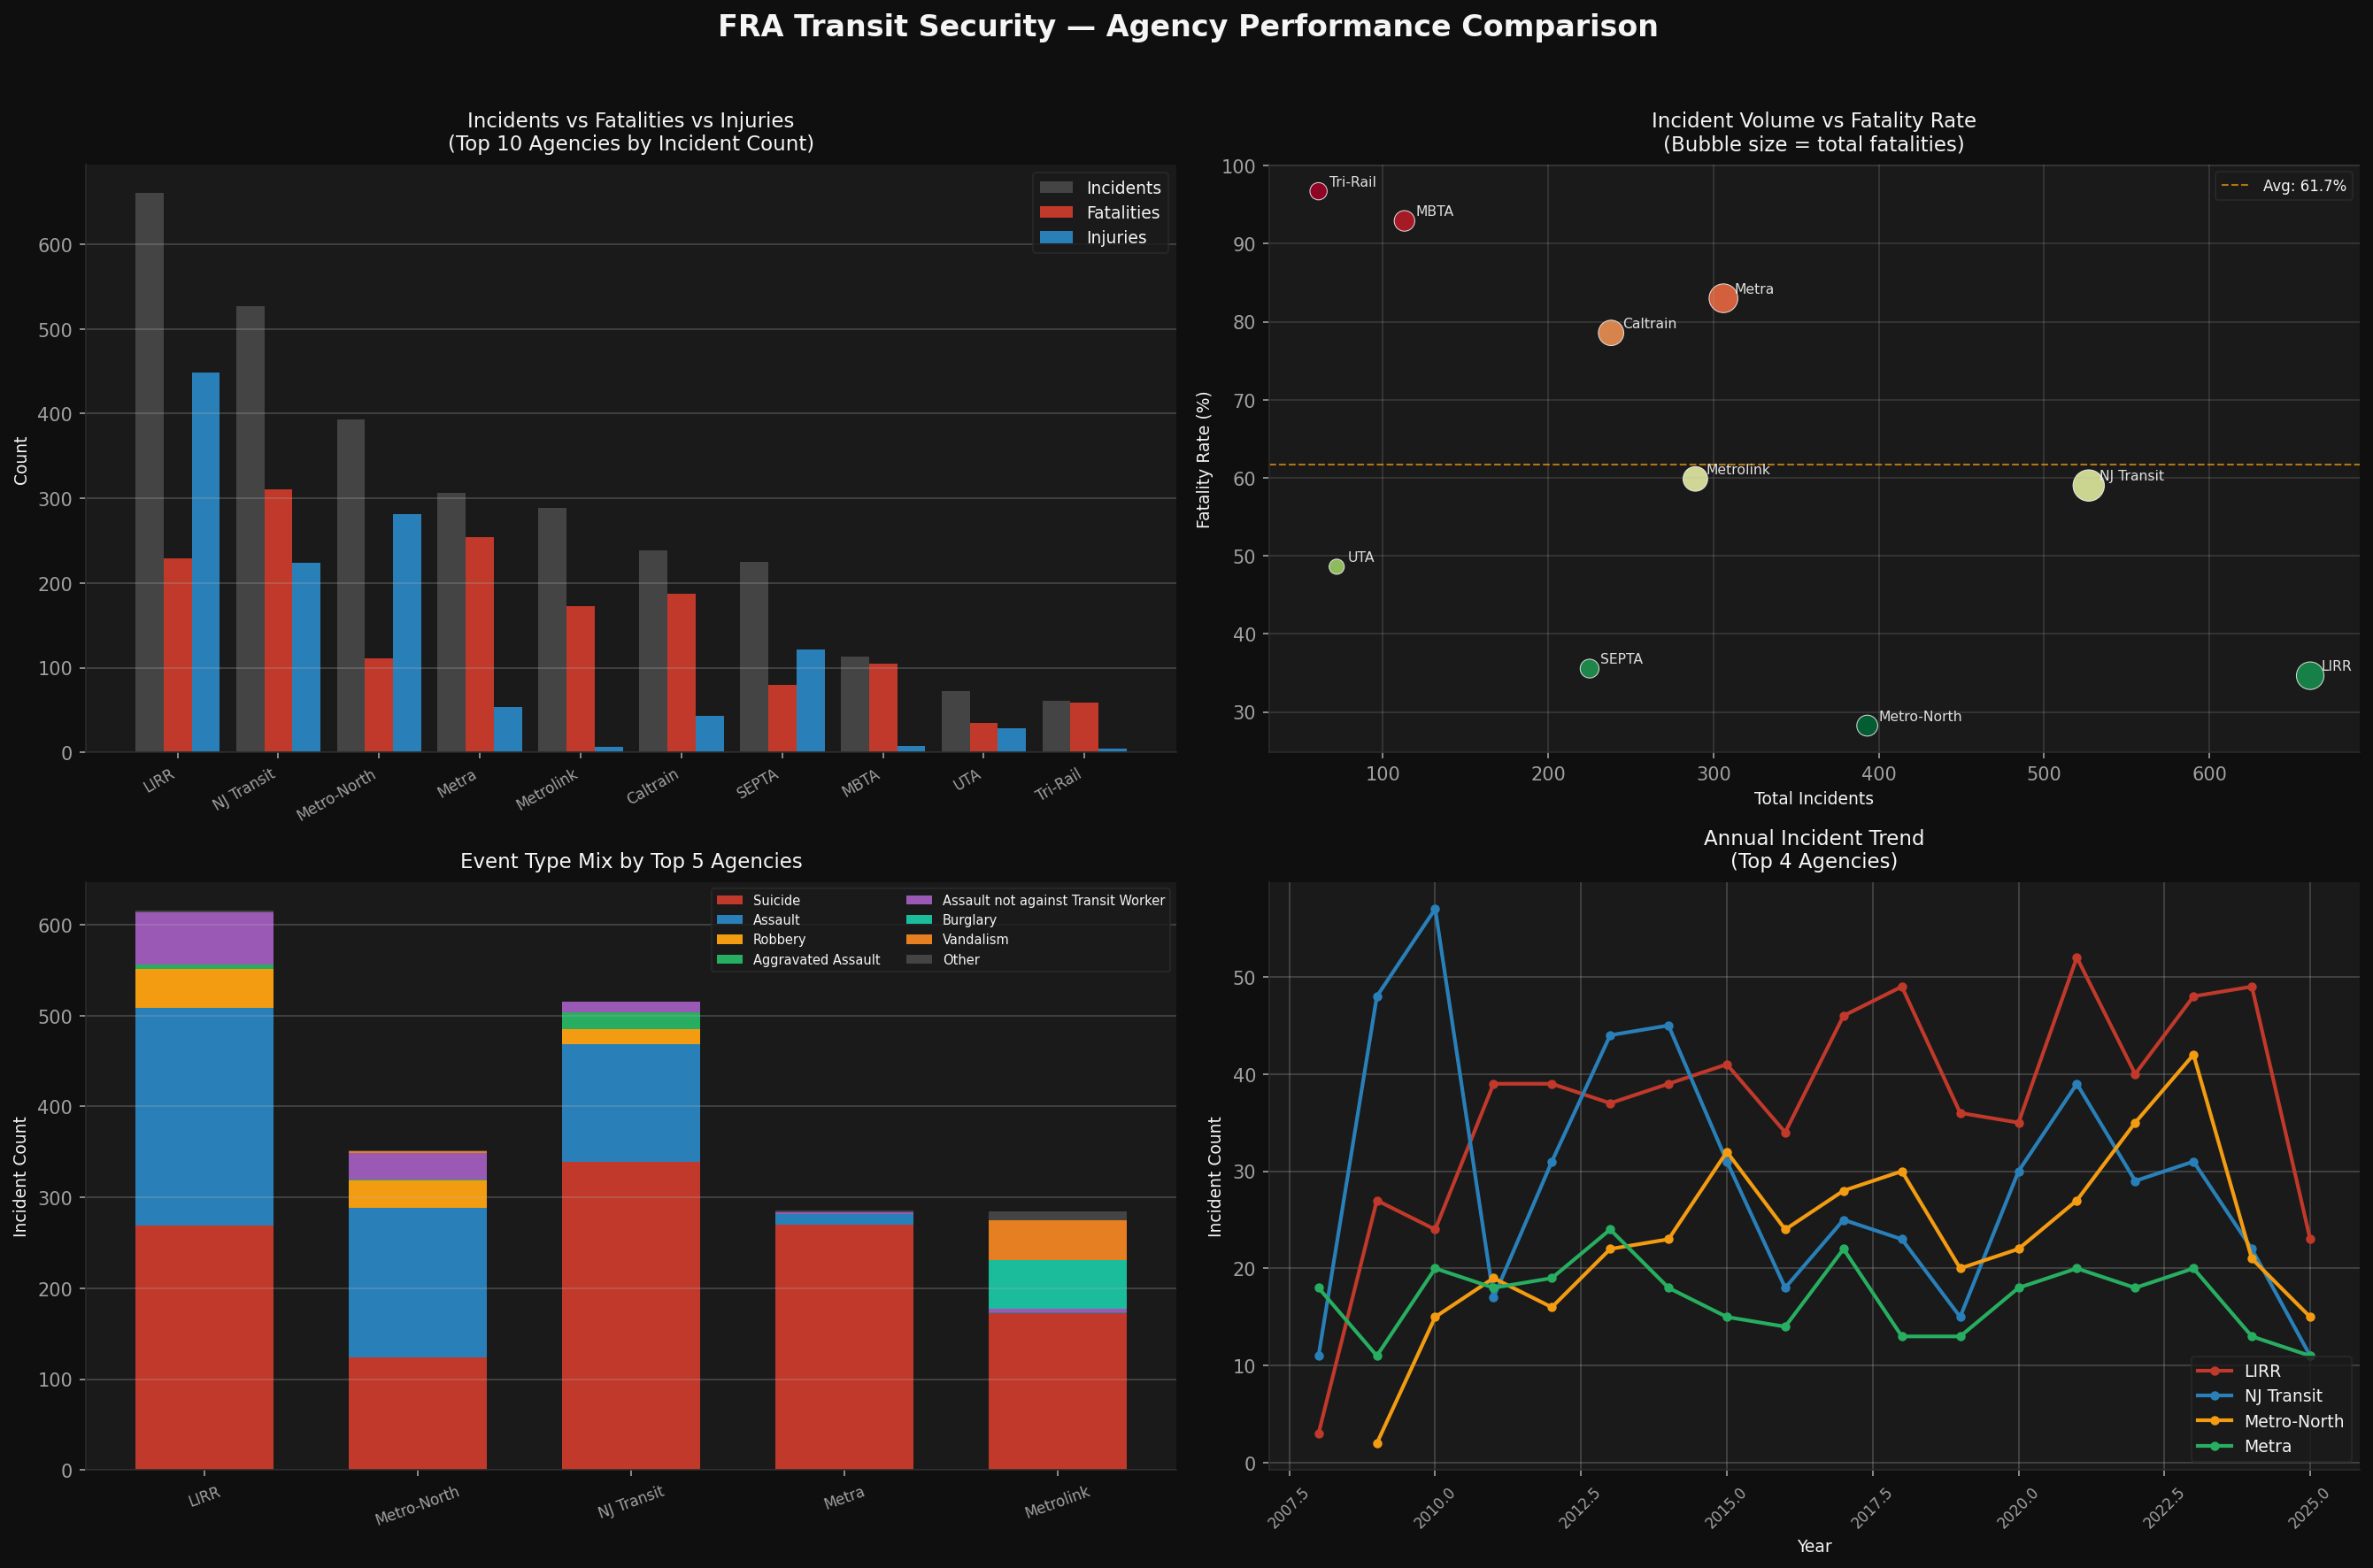 FRA Transit Security — Agency Performance Comparison
Incidents vs Fatalities vs Injuries
(Top 10 Agencies by Incident Count)
Incidents
Fatalities
Injuries
Count
600
500
400
300
200
100
0
LIRR
NJ Transit
Metro-North
Metra
Metrolink
Caltrain
SEPTA
MBTA
UTA
Tri-Rail
Incident Volume vs Fatality Rate
(Bubble size = total fatalities)
Avg: 61.7%
Fatality Rate (%)
100
90
80
70
60
50
40
30
Tri-Rail
MBTA
Metra
Caltrain
Metrolink
NJ Transit
UTA
SEPTA
LIRR
Metro-North
100
200
300
400
500
600
Total Incidents
Event Type Mix by Top 5 Agencies
Suicide
Assault
Robbery
Aggravated Assault
Assault not against Transit Worker
Burglary
Vandalism
Other
Incident Count
600
500
400
300
200
100
0
LIRR
Metro-North
NJ Transit
Metra
Metrolink
Annual Incident Trend
(Top 4 Agencies)
Incident Count
50
40
30
20
10
0
LIRR
NJ Transit
Metro-North
Metra
2007.5
2010.0
2012.5
2015.0
2017.5
2020.0
2022.5
2025.0
Year